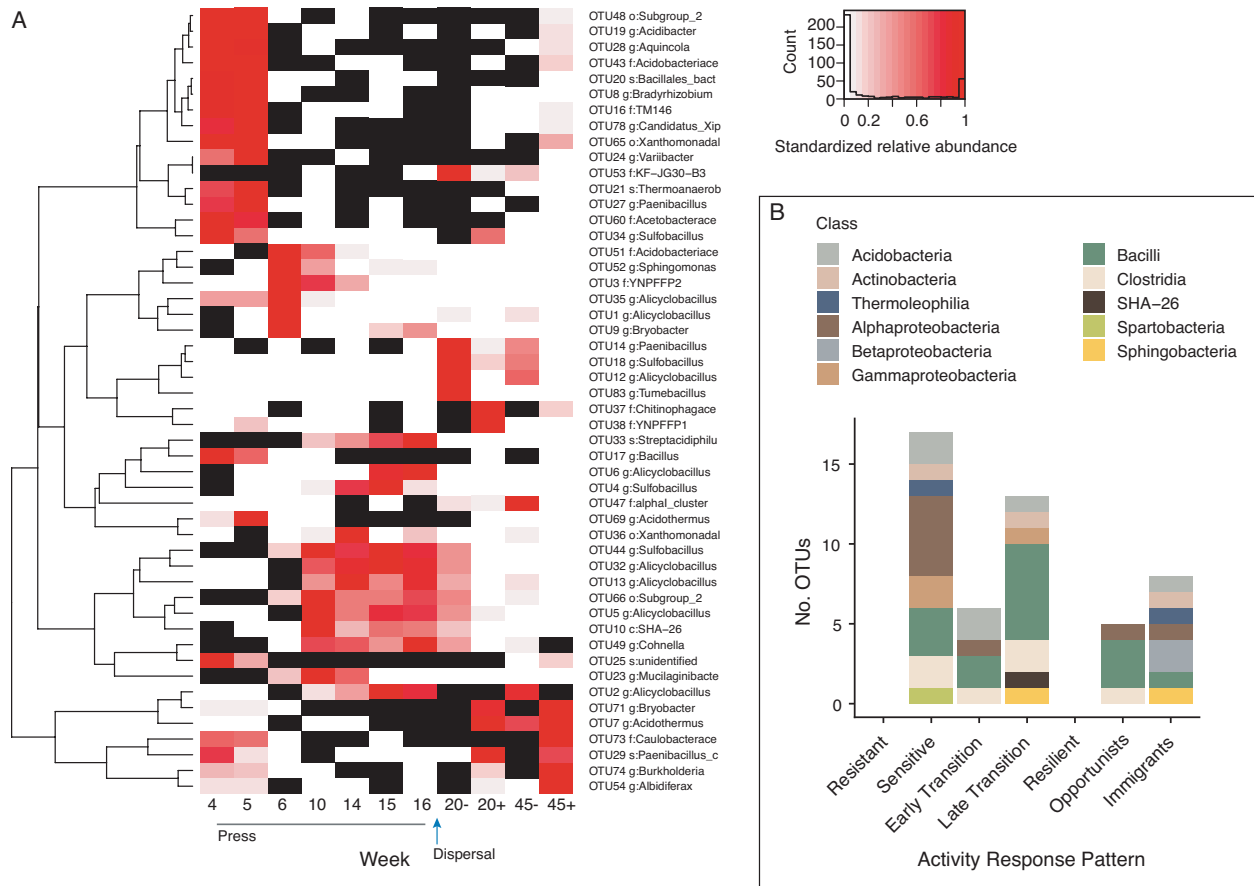 A
OTU48 o:Subgroup_2
OTU19 g:Acidibacter
OTU28 g:Aquincola
OTU43 f:Acidobacteriace
OTU20 s:Bacillales_bact
OTU8 g:Bradyrhizobium
OTU16 f:TM146
OTU78 g:Candidatus_Xip
OTU65 o:Xanthomonadal
OTU24 g:Variibacter
OTU53 f:KF-JG30-B3
OTU21 s:Thermoanaerob
OTU27 g:Paenibacillus
OTU60 f:Acetobacterace
OTU34 g:Sulfobacillus
OTU51 f:Acidobacteriace
OTU52 g:Sphingomonas
OTU3 f:YNPFFP2
OTU35 g:Alicyclobacillus
OTU1 g:Alicyclobacillus
OTU9 g:Bryobacter
OTU14 g:Paenibacillus
OTU18 g:Sulfobacillus
OTU12 g:Alicyclobacillus
OTU83 g:Tumebacillus
OTU37 f:Chitinophagace
OTU38 f:YNPFFP1
OTU33 s:Streptacidiphilu
OTU17 g:Bacillus
OTU6 g:Alicyclobacillus
OTU4 g:Sulfobacillus
OTU47 f:alphaI_cluster
OTU69 g:Acidothermus
OTU36 o:Xanthomonadal
OTU44 g:Sulfobacillus
OTU32 g:Alicyclobacillus
OTU13 g:Alicyclobacillus
OTU66 o:Subgroup_2
OTU5 g:Alicyclobacillus
OTU10 c:SHA-26
OTU49 g:Cohnella
OTU25 s:unidentified
OTU23 g:Mucilaginibacte
OTU2 g:Alicyclobacillus
OTU71 g:Bryobacter
OTU7 g:Acidothermus
OTU73 f:Caulobacterace
OTU29 s:Paenibacillus_c
OTU74 g:Burkholderia
OTU54 g:Albidiferax
4 5 6 10 14 15 16 20- 20+ 45- 45+
Press
Week
Dispersal
Count
200
150
100
50
0
0 0.2 0.6 1
Standardized relative abundance
B
Class
Acidobacteria
Actinobacteria
Thermoleophilia
Alphaproteobacteria
Betaproteobacteria
Gammaproteobacteria
Bacilli
Clostridia
SHA-26
Spartobacteria
Sphingobacteria
No. OTUs
15
10
5
0
Resistant
Sensitive
Early Transition
Late Transition
Resilient
Opportunists
Immigrants
Activity Response Pattern